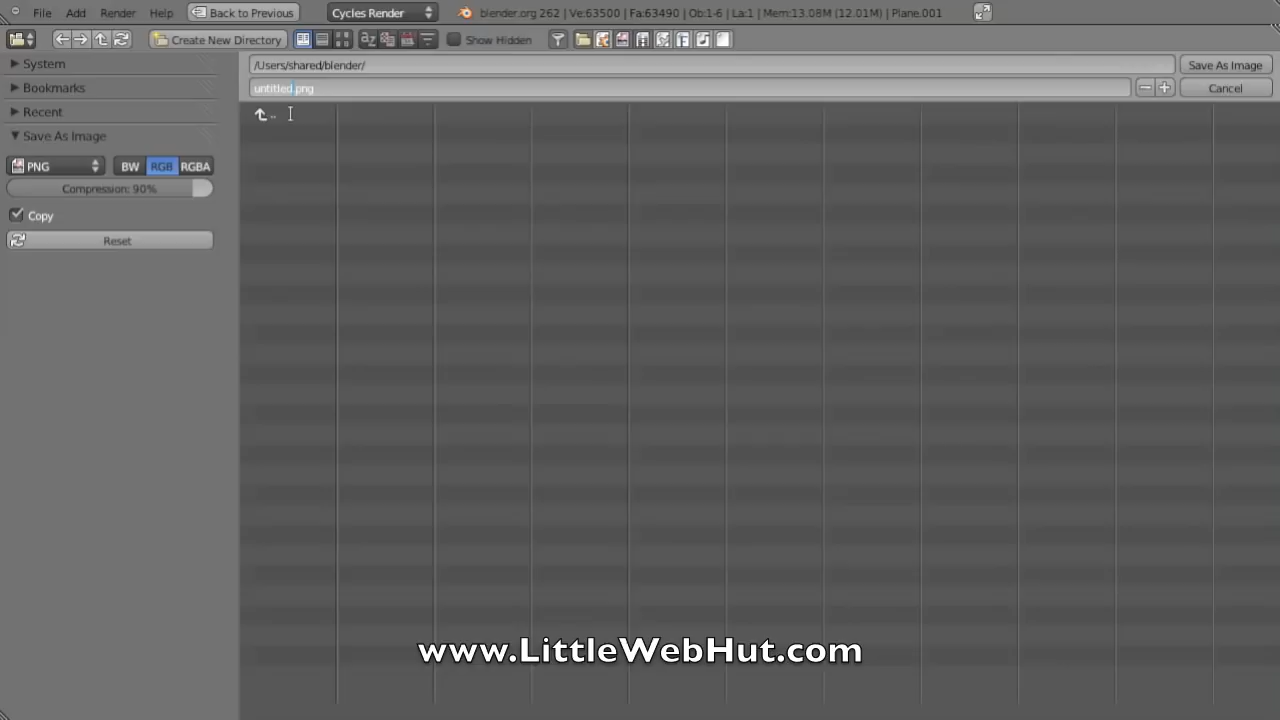 File Add Render Help Back to Previous Cycles Render blender.org 262 | Ve:63500 | Fa:63490 | Ob:1-6 | La:1 | Mem:13.08M (12.01M) | Plane.001
Create New Directory Show Hidden
System
Bookmarks
Recent
Save As Image
PNG BW RGB RGBA
Compression: 90%
Copy
Reset
/Users/shared/blender/ Save As Image
untitled.png Cancel
..
www.LittleWebHut.com